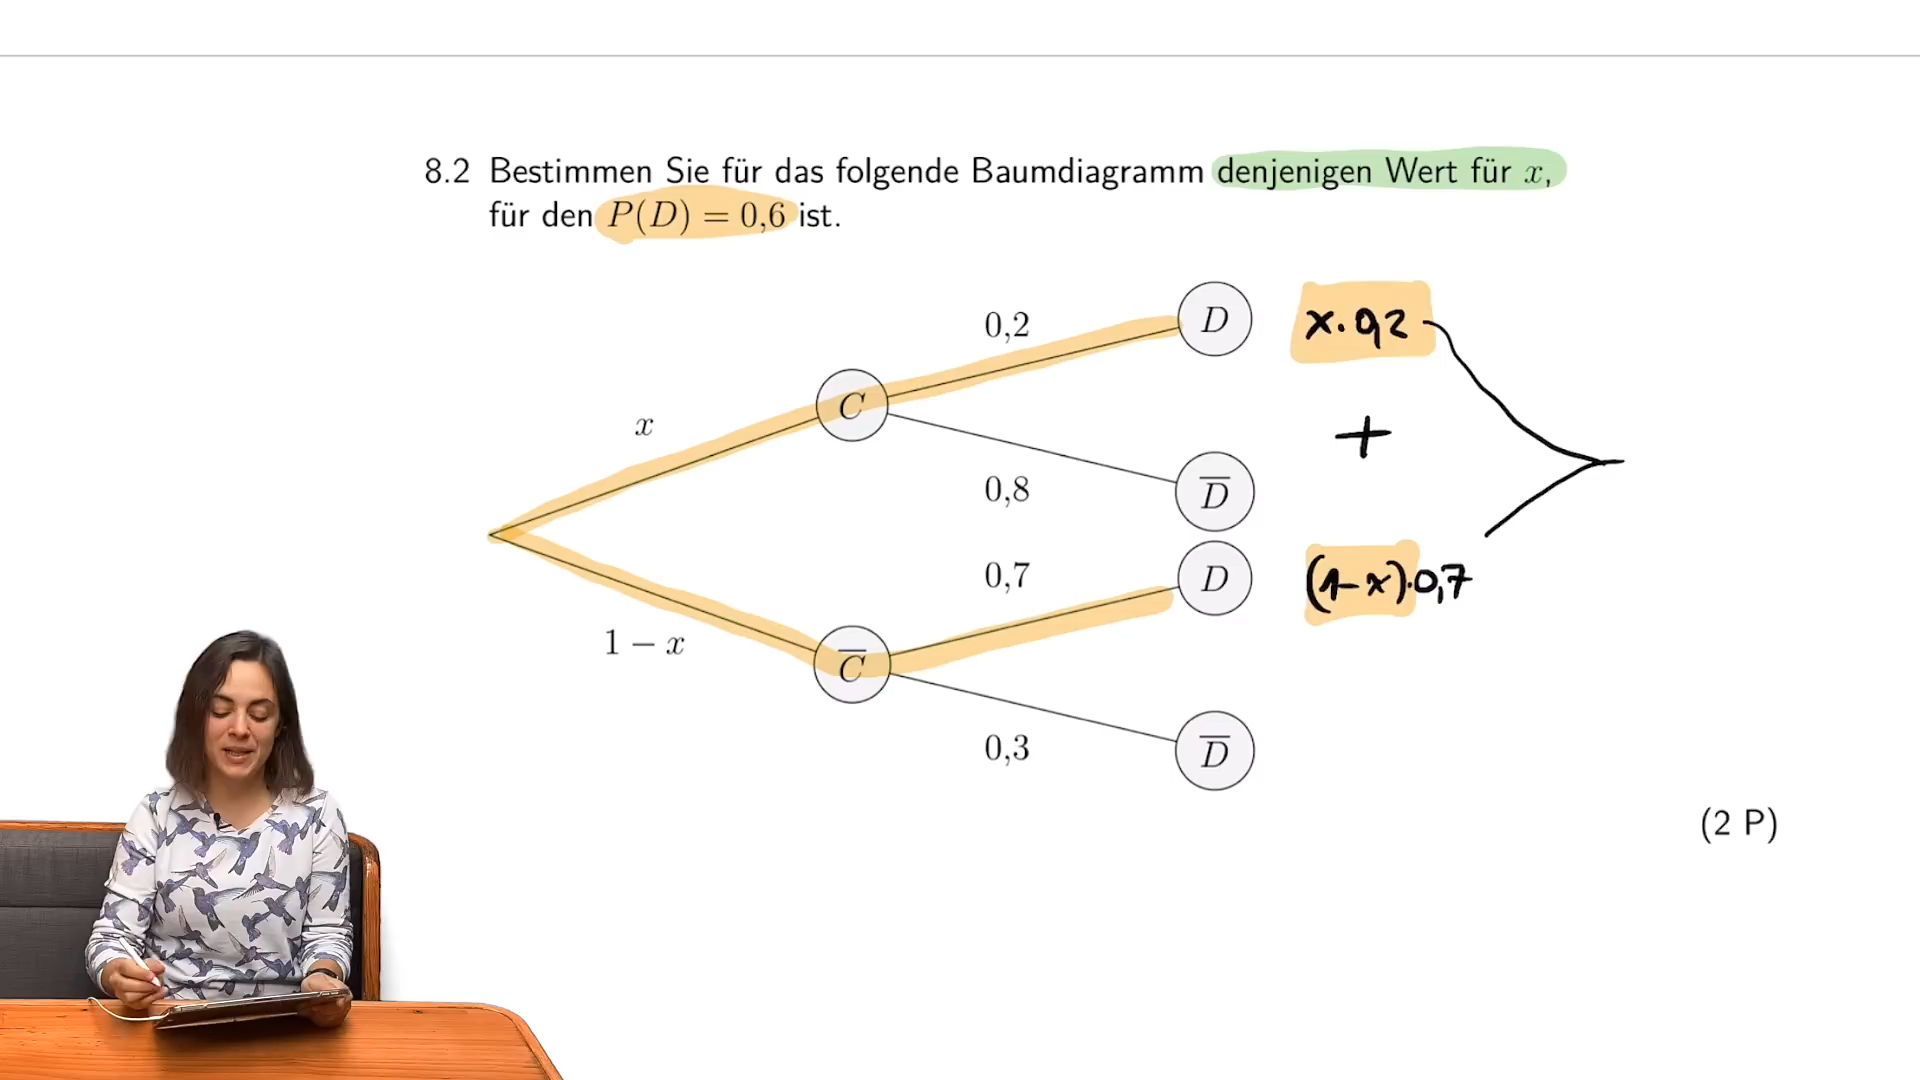 8.2 Bestimmen Sie für das folgende Baumdiagramm denjenigen Wert für x,
für den P(D) = 0,6 ist.
0,2
D
x·0,2
x
C
+
0,8
D̅
0,7
D
(1-x)·0,7
1 − x
C̅
0,3
D̅
(2 P)